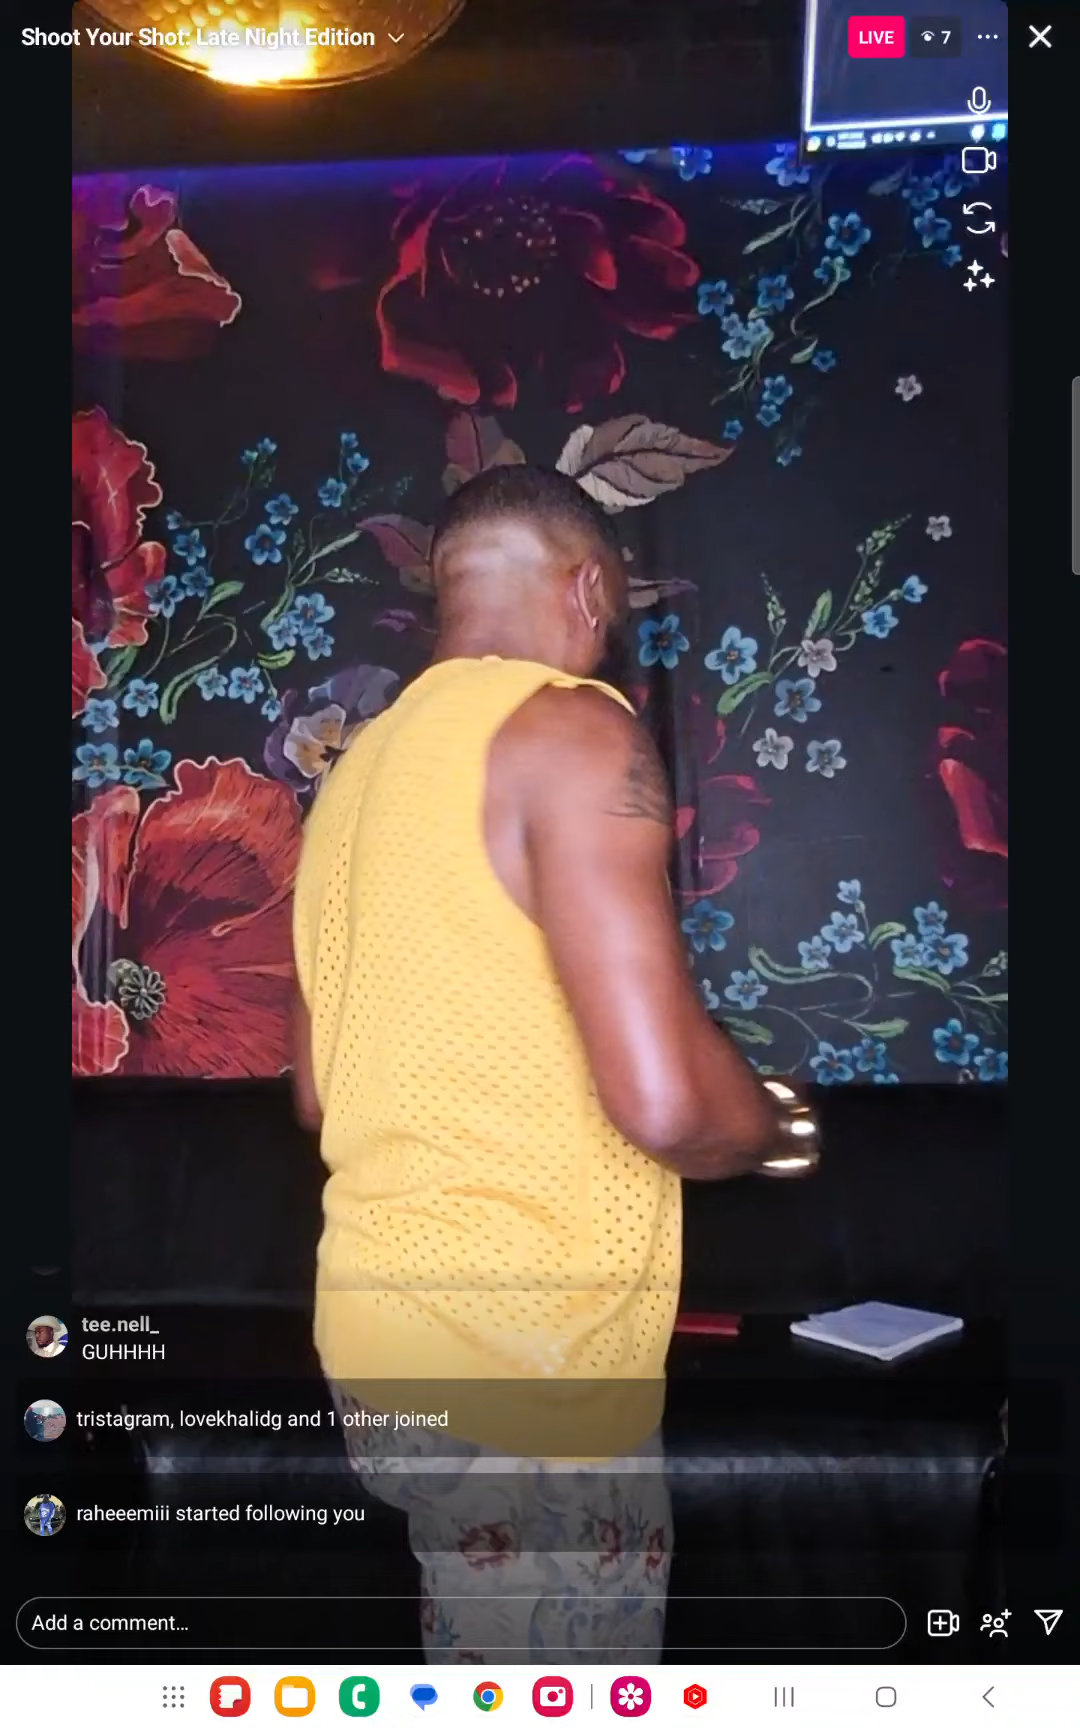 Shoot Your Shot: Late Night Edition
LIVE
7
tee.nell_
GUHHHH
tristagram, lovekhalidg and 1 other joined
raheeemiii started following you
Add a comment...